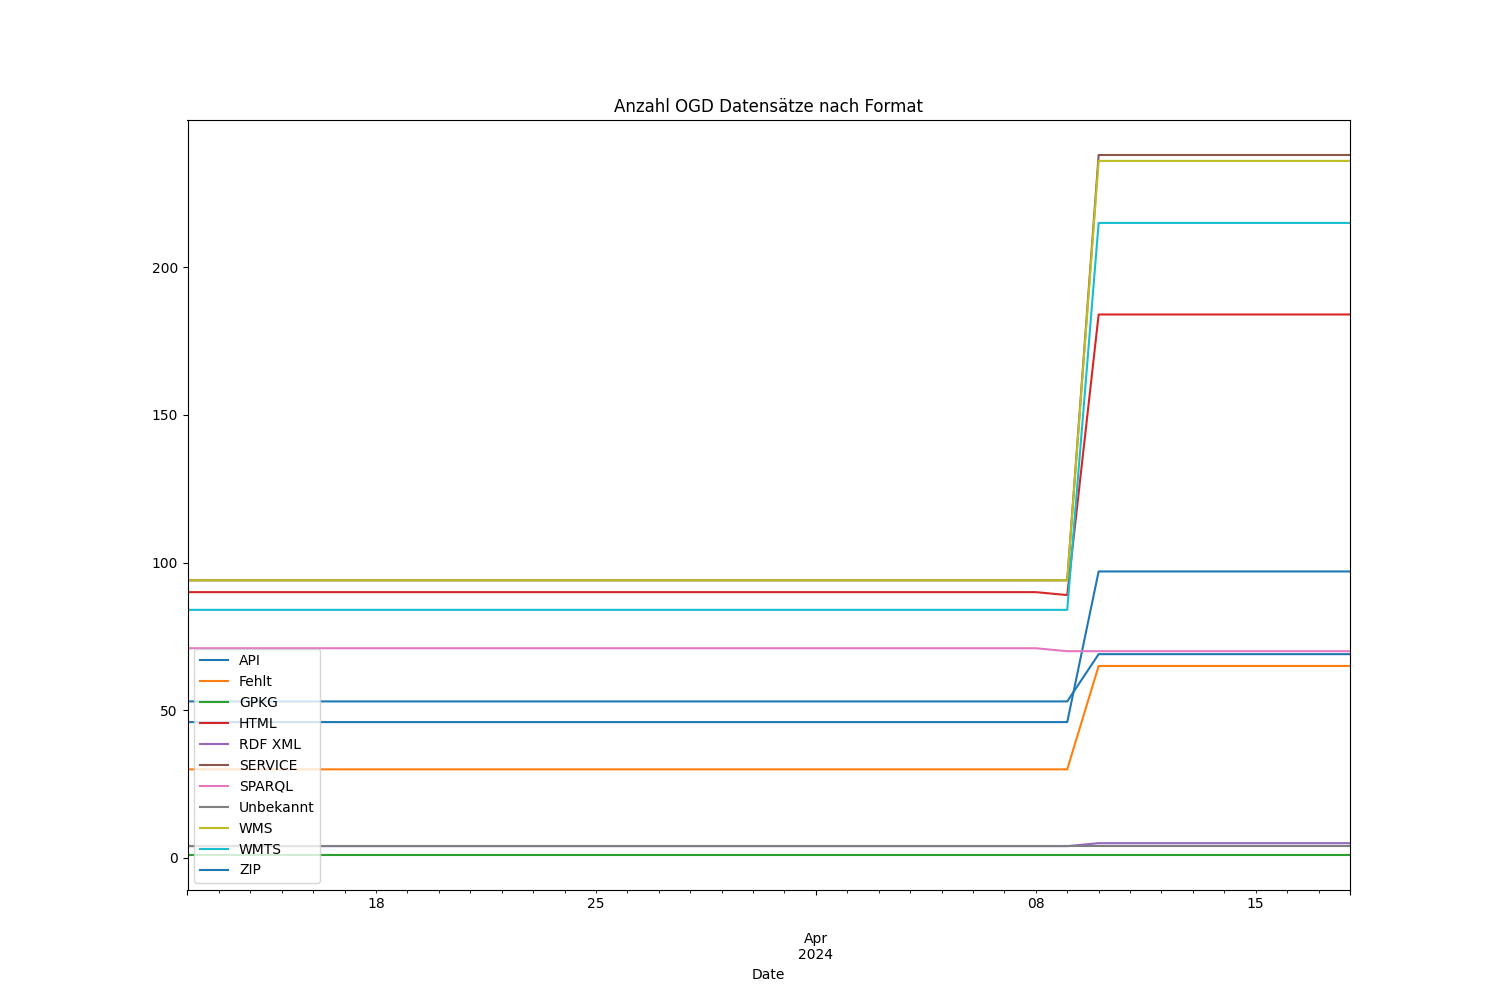 Anzahl OGD Datensätze nach Format
200
150
100
50
0
API
Fehlt
GPKG
HTML
RDF XML
SERVICE
SPARQL
Unbekannt
WMS
WMTS
ZIP
18
25
08
15
Apr
2024
Date